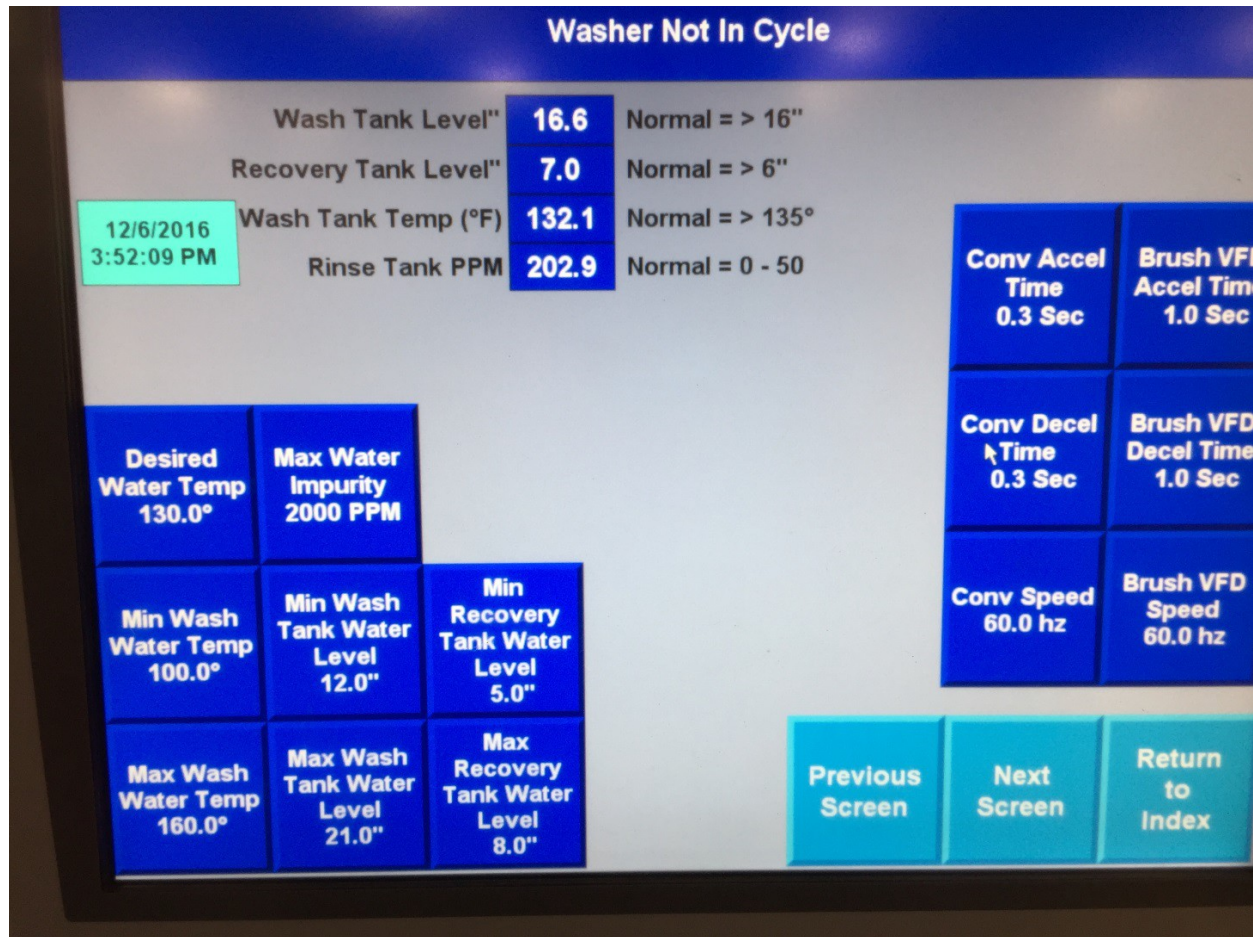 Washer Not In Cycle
Wash Tank Level" 16.6 Normal = > 16"
Recovery Tank Level" 7.0 Normal = > 6"
Wash Tank Temp (ºF) 132.1 Normal = > 135°
Rinse Tank PPM 202.9 Normal = 0 - 50
12/6/2016
3:52:09 PM
Conv Accel
Time
0.3 Sec
Brush
Accel
1.0 Sec
Conv Decel
Time
0.3 Sec
Brush VFD
Decel Time
1.0 Sec
Conv Speed
60.0 hz
Brush VFD
Speed
60.0 hz
Desired
Water Temp
130.0°
Max Water
Impurity
2000 PPM
Min Wash
Water Temp
100.0°
Min Wash
Tank Water
Level
12.0"
Min
Recovery
Tank Water
Level
5.0"
Max Wash
Water Temp
160.0°
Max Wash
Tank Water
Level
21.0"
Max
Recovery
Tank Water
Level
8.0"
Previous
Screen
Next
Screen
Return
to
Index